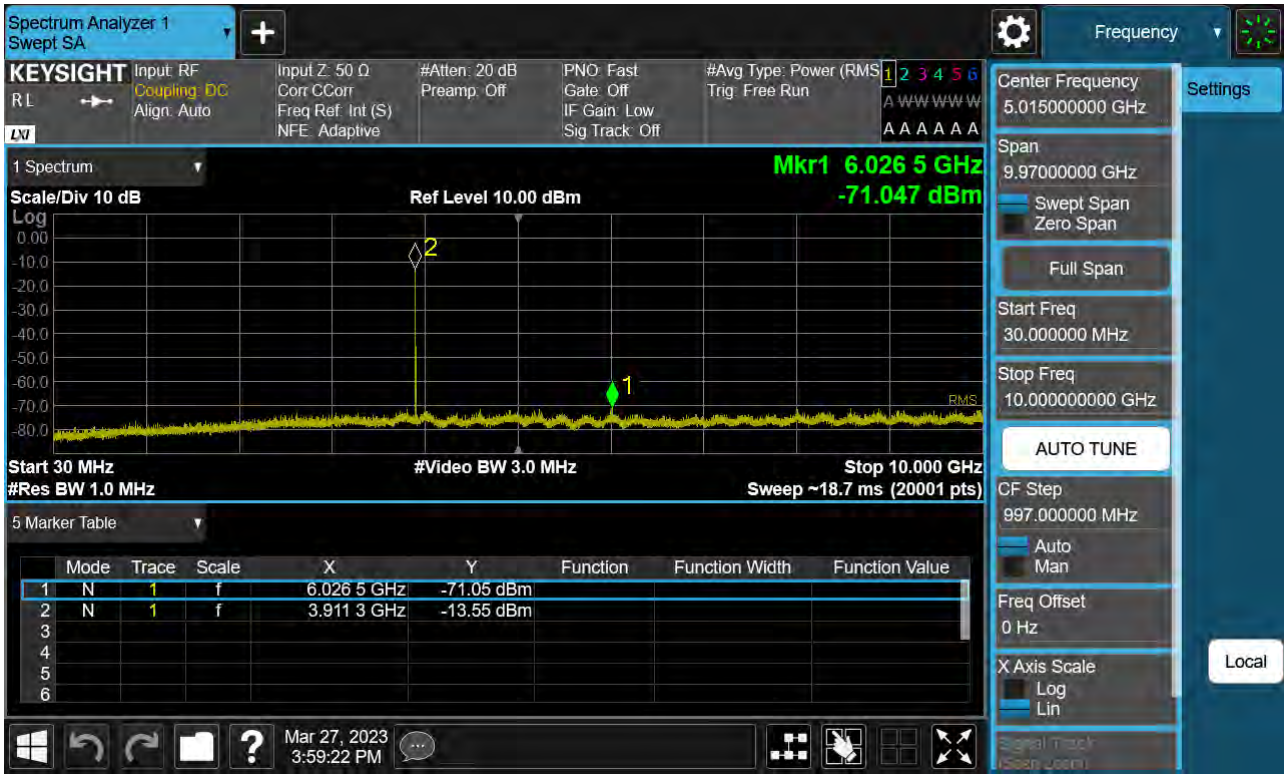 Spectrum Analyzer 1
Swept SA
Frequency
KEYSIGHT
RL
LXI
Input: RF
Coupling: DC
Align: Auto
Input Z: 50 Ω
Corr CCorr
Freq Ref: Int (S)
NFE: Adaptive
#Atten: 20 dB
Preamp: Off
PNO: Fast
Gate: Off
IF Gain: Low
Sig Track: Off
#Avg Type: Power (RMS
Trig: Free Run
1 2 3 4 5 6
A W W W W W
A A A A A A
1 Spectrum
Mkr1 6.026 5 GHz
-71.047 dBm
Scale/Div 10 dB
Ref Level 10.00 dBm
Log
0.00
-10.0
-20.0
-30.0
-40.0
-50.0
-60.0
-70.0
-80.0
2
1
RMS
Start 30 MHz
#Video BW 3.0 MHz
Stop 10.000 GHz
#Res BW 1.0 MHz
Sweep ~18.7 ms (20001 pts)
5 Marker Table
Mode Trace Scale X Y Function Function Width Function Value
1 N 1 f 6.026 5 GHz -71.05 dBm
2 N 1 f 3.911 3 GHz -13.55 dBm
3
4
5
6
Mar 27, 2023
3:59:22 PM
Center Frequency
5.015000000 GHz
Span
9.97000000 GHz
Swept Span
Zero Span
Full Span
Start Freq
30.000000 MHz
Stop Freq
10.000000000 GHz
AUTO TUNE
CF Step
997.000000 MHz
Auto
Man
Freq Offset
0 Hz
X Axis Scale
Log
Lin
Signal Track
(Span Zoom)
Settings
Local